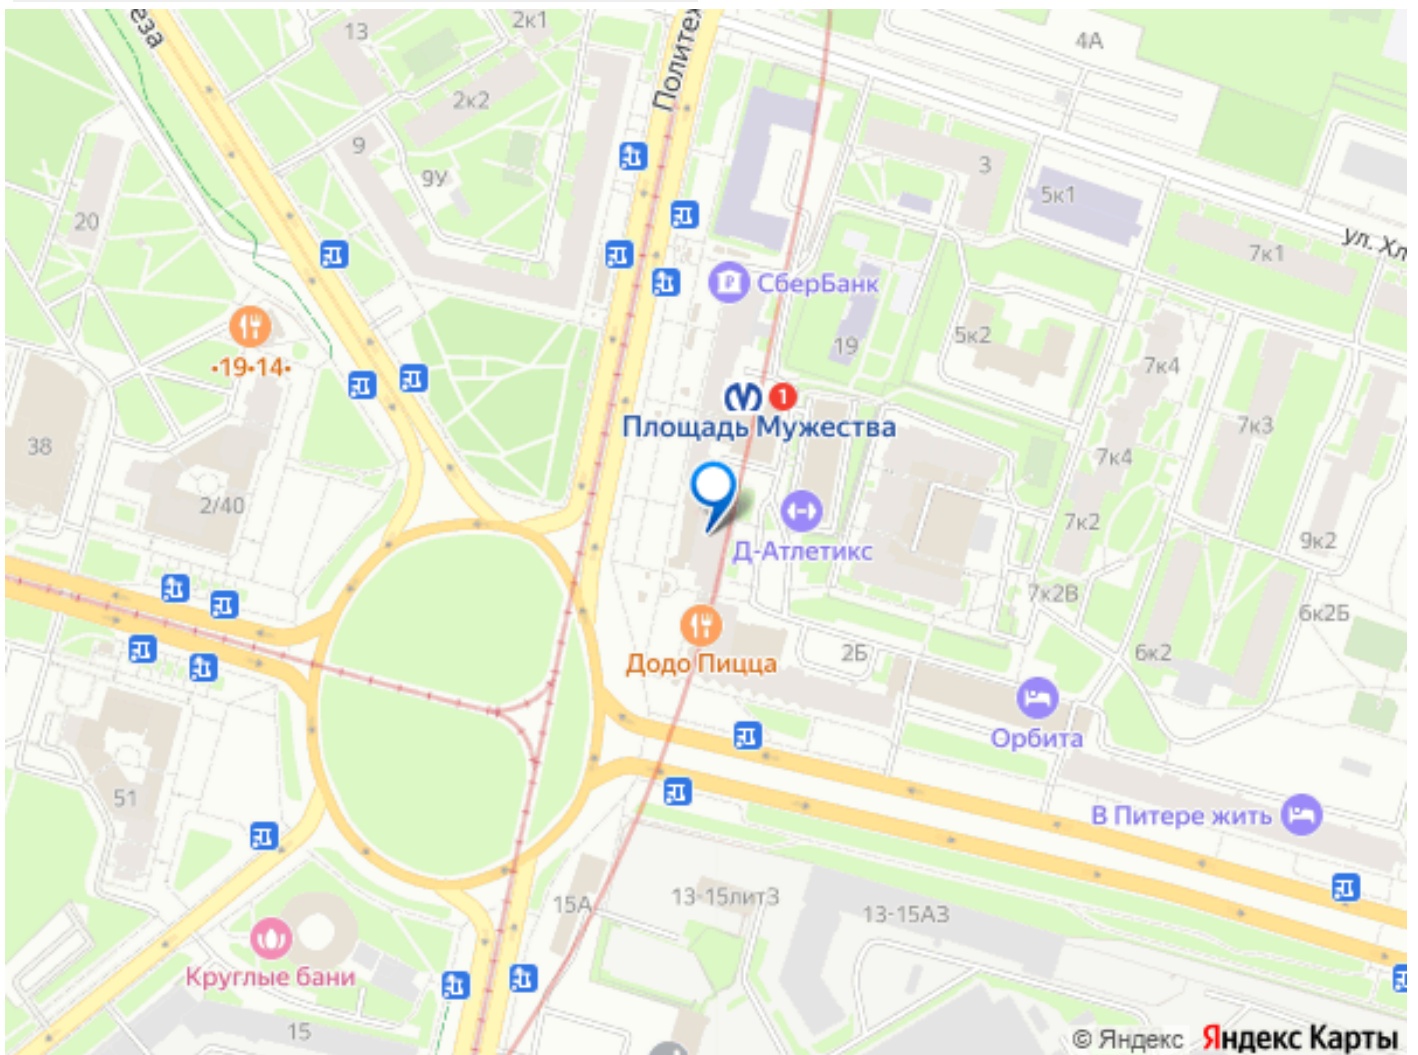 еза
13
2к1
Политех
4А
2к2
9
9У
3
5к1
20
ул. Хл
7к1
СберБанк
19
5к2
•19•14•
7к4
1
Площадь Мужества
7к3
38
7к4
2/40
7к2
9к2
Д-Атлетикс
7к2В
6к2Б
Додо Пицца
2Б
6к2
Орбита
51
В Питере жить
15А
13-15лит3
13-15А3
Круглые бани
15
© Яндекс Яндекс Карты